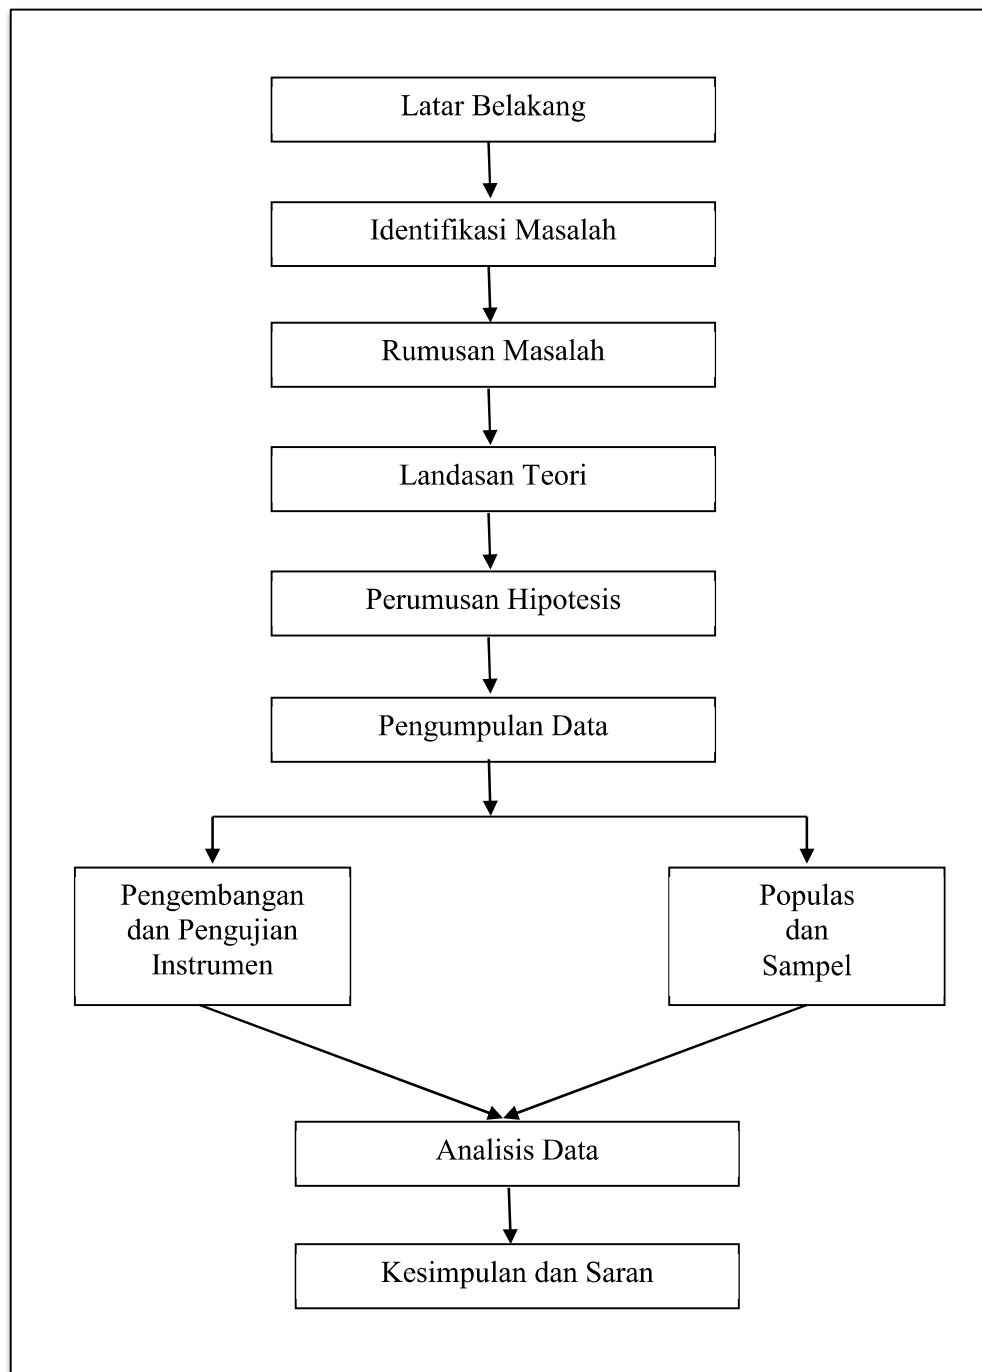 Latar Belakang
Identifikasi Masalah
Rumusan Masalah
Landasan Teori
Perumusan Hipotesis
Pengumpulan Data
Pengembangan
dan Pengujian
Instrumen
Populas
dan
Sampel
Analisis Data
Kesimpulan dan Saran